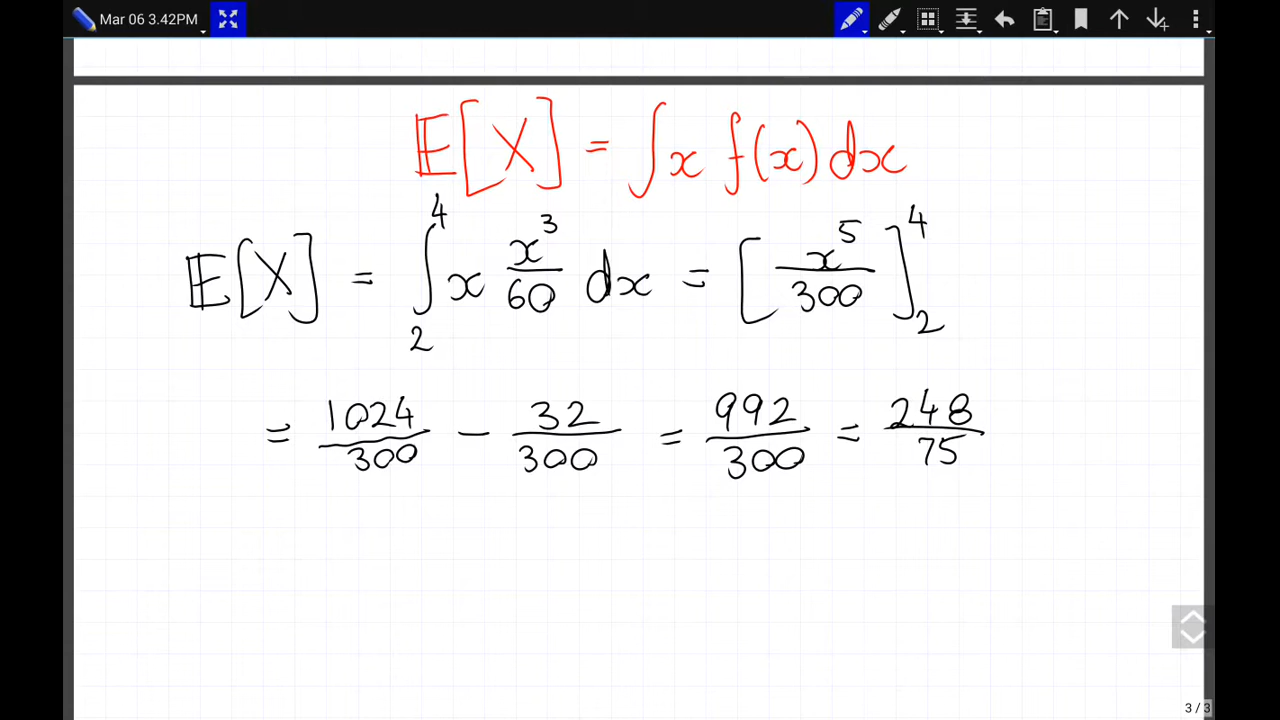 Mar 06 3.42PM
E[X] = ∫ x f(x) dx
E[X] = ∫₂⁴ x x³/60 dx = [x⁵/300]₂⁴
= 1024/300 − 32/300 = 992/300 = 248/75
3 / 3